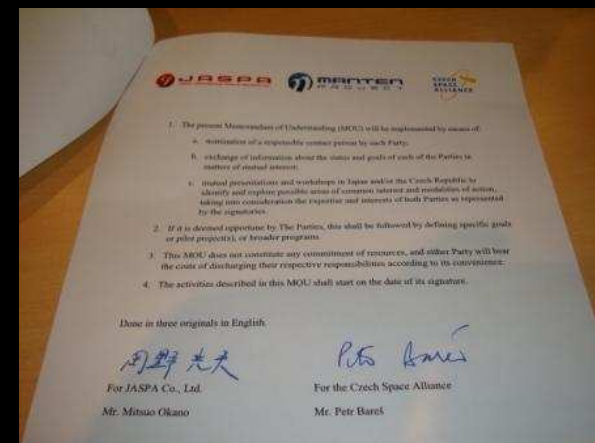 JASPA MANTEN PROJECT CZECH SPACE ALLIANCE
1. The present Memorandum of Understanding (MOU) will be implemented by means of:
a. nomination of a responsible contact person by each Party;
b. exchange of information about the status and goals of each of the Parties in
matters of mutual interest;
c. mutual presentations and workshops in Japan and/or the Czech Republic to
identify and explore possible areas of common interest and modalities of action,
taking into consideration the expertise and interests of both Parties as represented
by the signatories.
2. If it is deemed opportune by The Parties, this shall be followed by defining specific goals
or pilot project(s), or broader programs.
3. This MOU does not constitute any commitment of resources, and either Party will bear
the costs of discharging their respective responsibilities according to its convenience.
4. The activities described in this MOU shall start on the date of its signature.
Done in three originals in English.
For JASPA Co., Ltd. For the Czech Space Alliance
Mr. Mitsuo Okano Mr. Petr Bareš